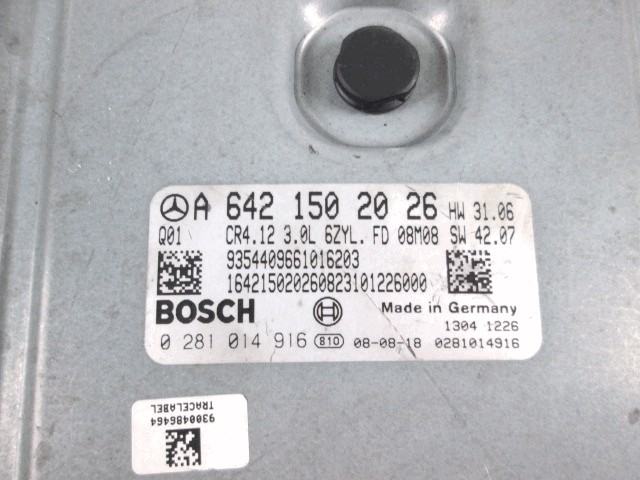 A 642 150 20 26 HW 31.06
Q01 CR4.12 3.0L 6ZYL. FD 08M08 SW 42.07
9354409661016203
164215020260823101226000
BOSCH Made in Germany
1304 1226
0 281 014 916 810 08-08-18 0281014916
9300486464
TRACELABEL